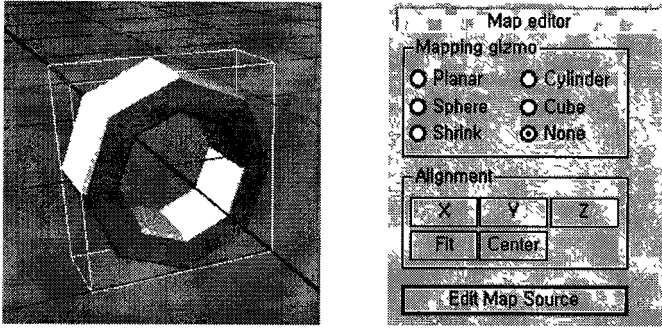 Map editor
Mapping gizmo
Planar Cylinder
Sphere Cube
Shrink None
Alignment
X Y Z
Fit Center
Edit Map Source